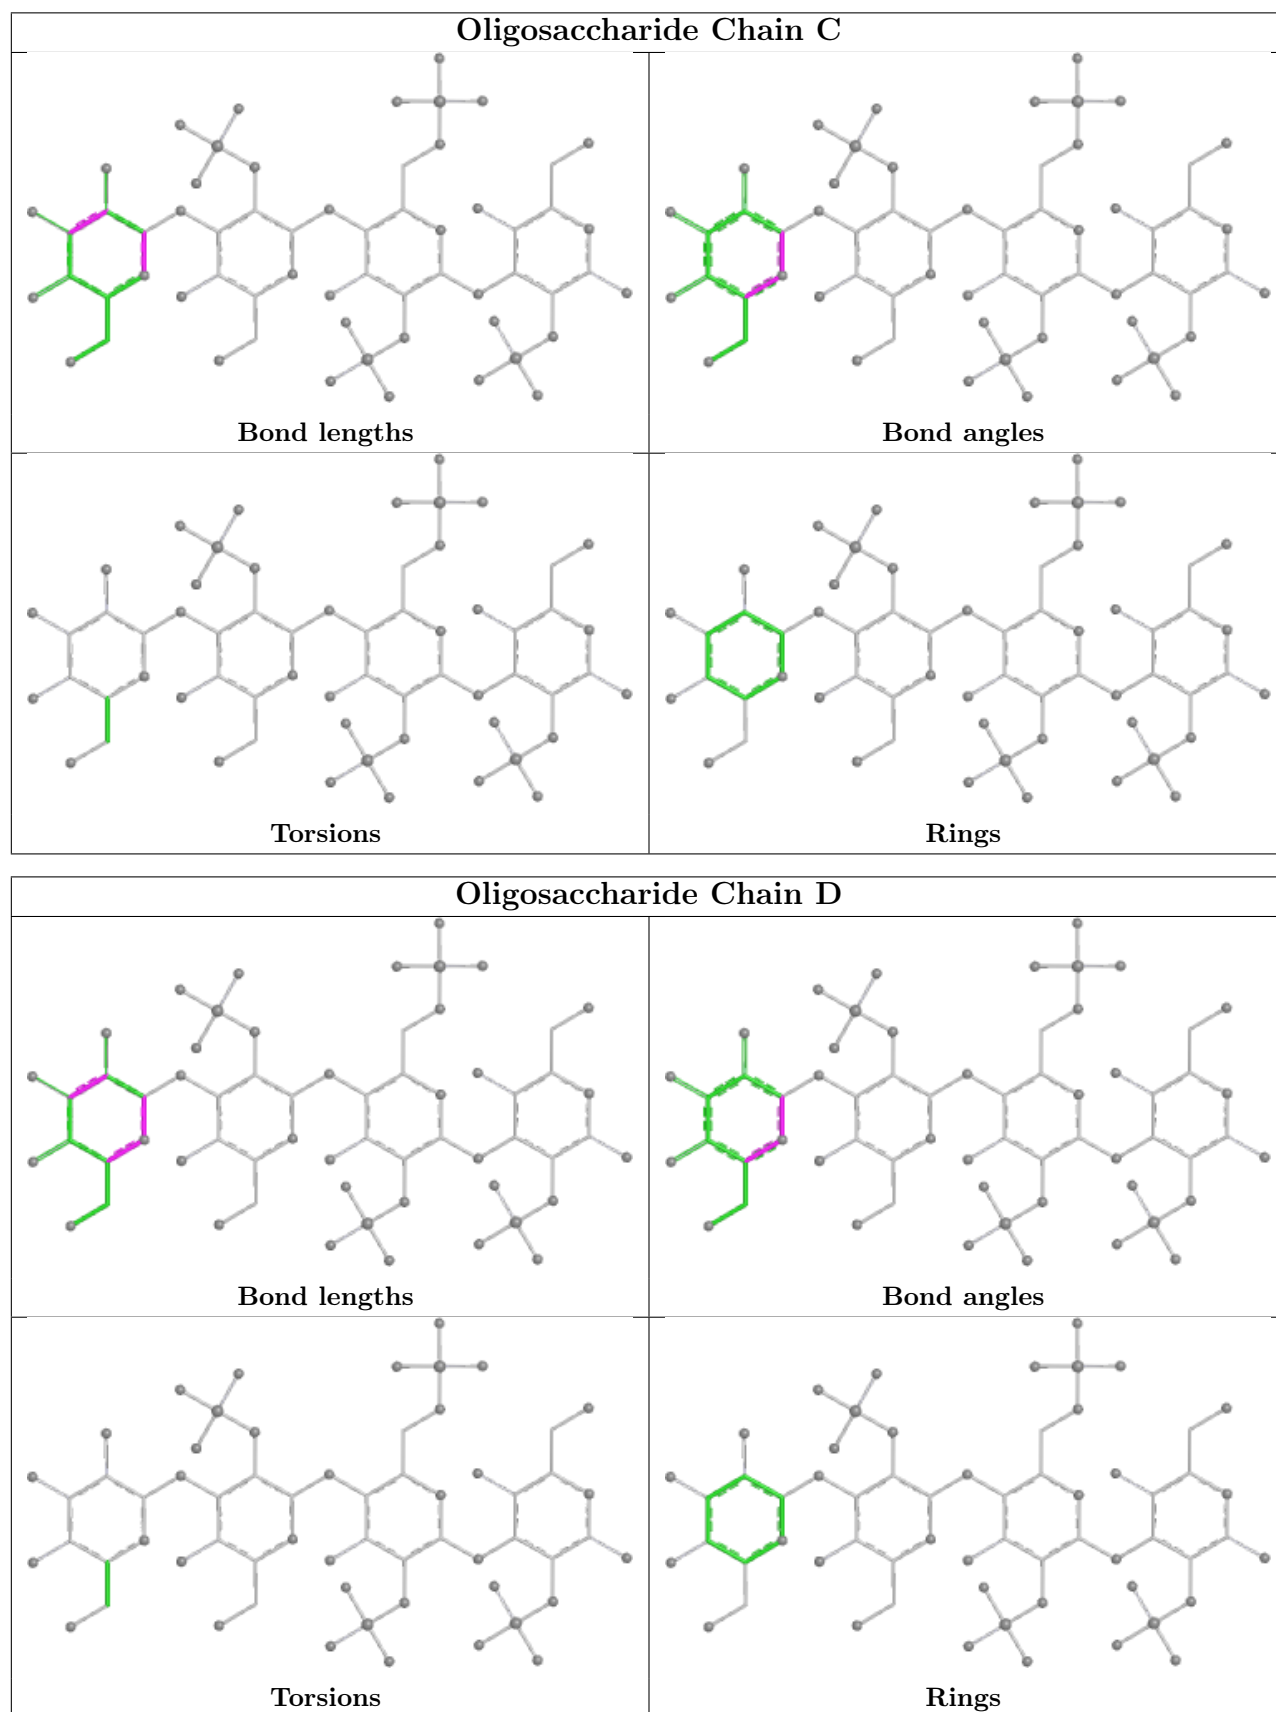 Oligosaccharide Chain C
Bond lengths
Bond angles
Torsions
Rings
Oligosaccharide Chain D
Bond lengths
Bond angles
Torsions
Rings